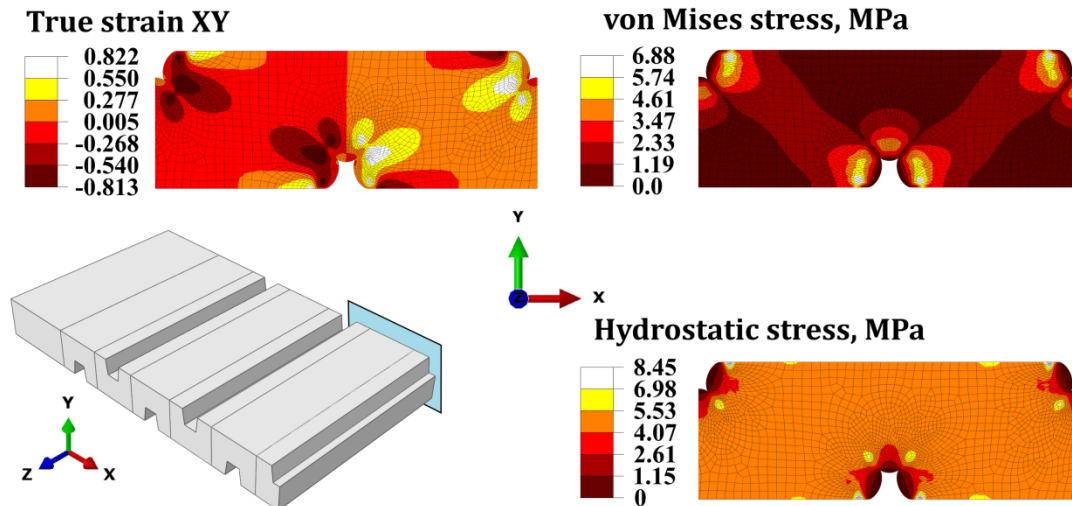 True strain XY
0.822
0.550
0.277
0.005
-0.268
-0.540
-0.813
von Mises stress, MPa
6.88
5.74
4.61
3.47
2.33
1.19
0.0
Y
Z
X
Y
Z
X
Hydrostatic stress, MPa
8.45
6.98
5.53
4.07
2.61
1.15
0